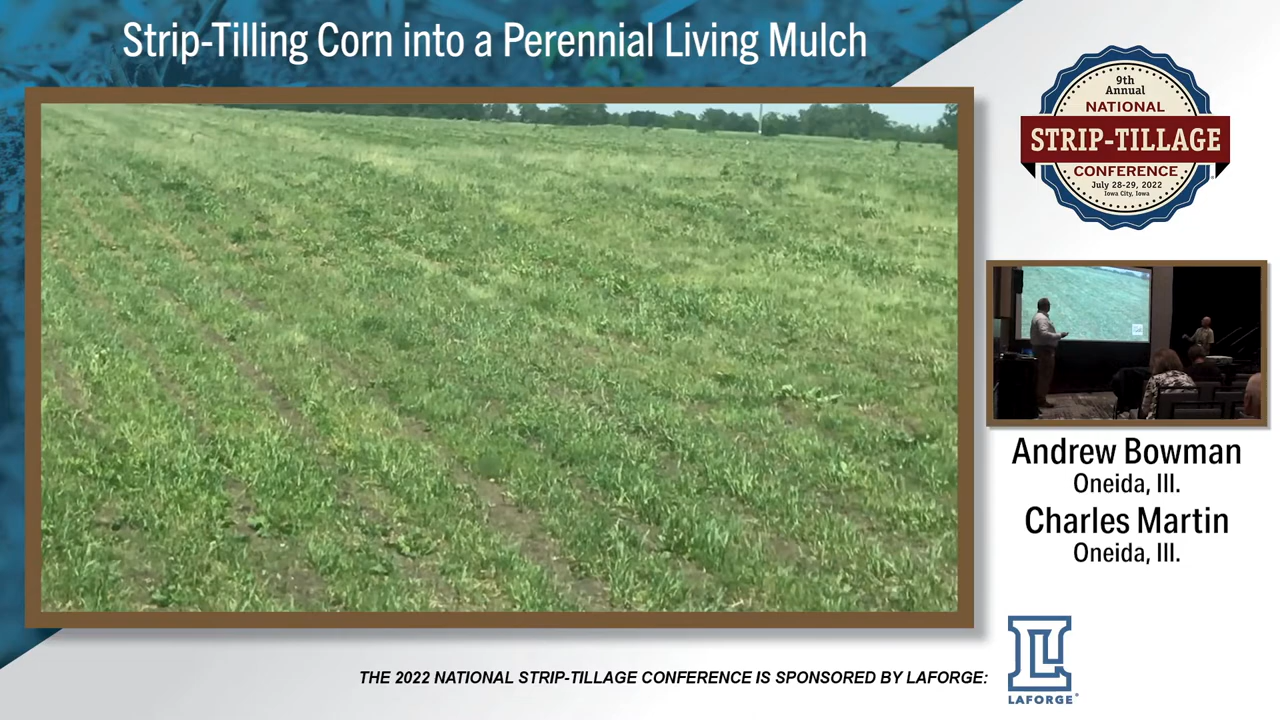 Strip-Tilling Corn into a Perennial Living Mulch
9th
Annual
NATIONAL
STRIP-TILLAGE
CONFERENCE
July 28-29, 2022
Iowa City, Iowa
Andrew Bowman
Oneida, Ill.
Charles Martin
Oneida, Ill.
THE 2022 NATIONAL STRIP-TILLAGE CONFERENCE IS SPONSORED BY LAFORGE:
LAFORGE®